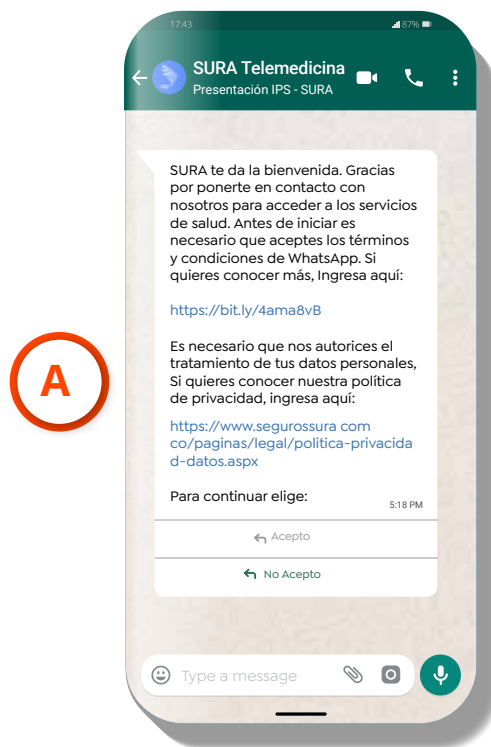 17:43
87%
SURA Telemedicina
Presentación IPS - SURA
SURA te da la bienvenida. Gracias
por ponerte en contacto con
nosotros para acceder a los servicios
de salud. Antes de iniciar es
necesario que aceptes los términos
y condiciones de WhatsApp. Si
quieres conocer más, Ingresa aquí:
https://bit.ly/4ama8vB
Es necesario que nos autorices el
tratamiento de tus datos personales,
Si quieres conocer nuestra política
de privacidad, ingresa aquí:
https://www.segurossura com
co/paginas/legal/politica-privacida
d-datos.aspx
Para continuar elige:
5:18 PM
Acepto
No Acepto
Type a message
A